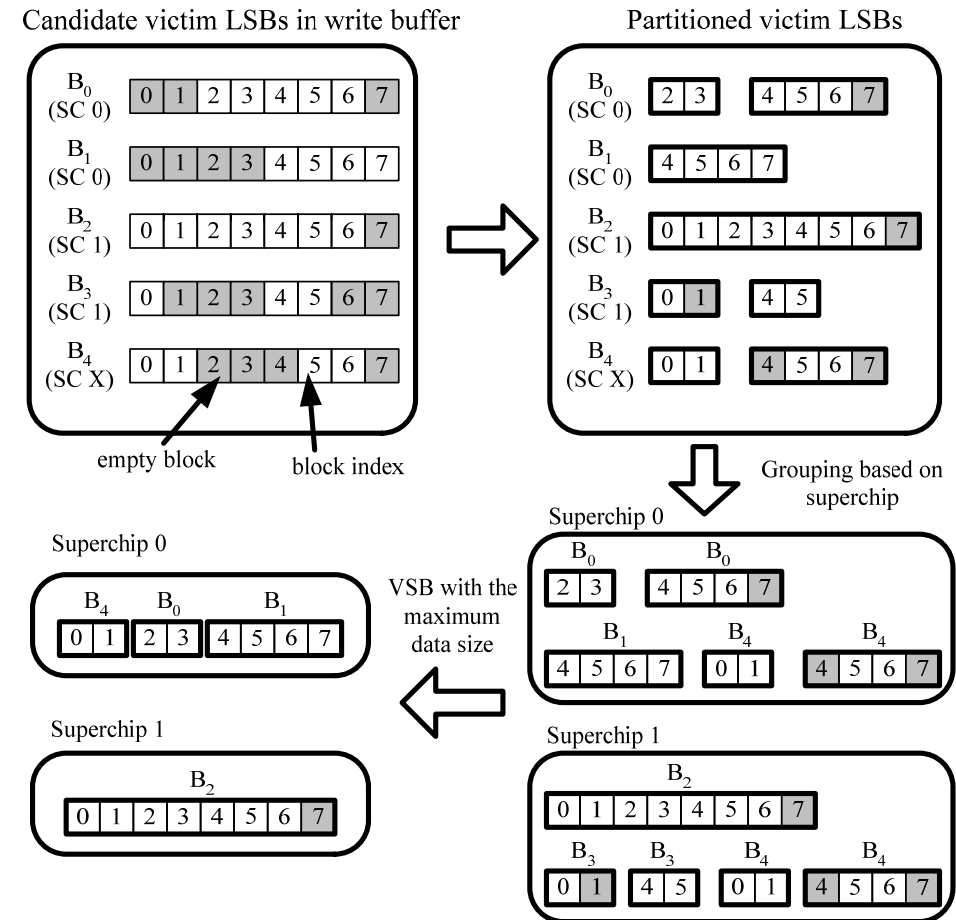 Candidate victim LSBs in write buffer
B0
(SC 0)
0 1 2 3 4 5 6 7
B1
(SC 0)
0 1 2 3 4 5 6 7
B2
(SC 1)
0 1 2 3 4 5 6 7
B3
(SC 1)
0 1 2 3 4 5 6 7
B4
(SC X)
0 1 2 3 4 5 6 7
empty block
block index
Partitioned victim LSBs
B0
(SC 0)
2 3 4 5 6 7
B1
(SC 0)
4 5 6 7
B2
(SC 1)
0 1 2 3 4 5 6 7
B3
(SC 1)
0 1 4 5
B4
(SC X)
0 1 4 5 6 7
Grouping based on
superchip
Superchip 0
B0 B0
2 3 4 5 6 7
B1 B4 B4
4 5 6 7 0 1 4 5 6 7
Superchip 1
B2
0 1 2 3 4 5 6 7
B3 B3 B4 B4
0 1 4 5 0 1 4 5 6 7
VSB with the
maximum
data size
Superchip 0
B4 B0 B1
0 1 2 3 4 5 6 7
Superchip 1
B2
0 1 2 3 4 5 6 7